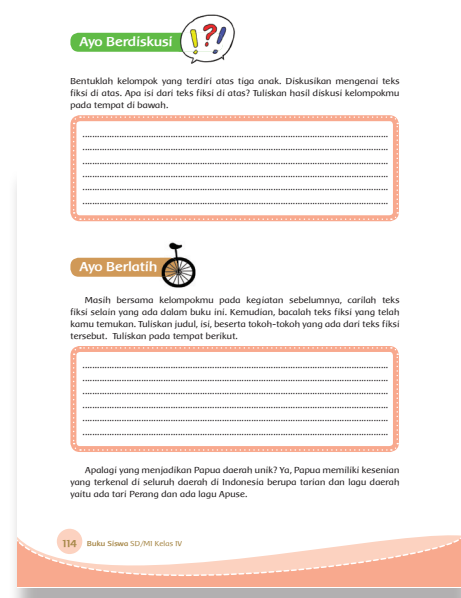 Ayo Berdiskusi
Bentuklah kelompok yang terdiri atas tiga anak. Diskusikan mengenai teks
fiksi di atas. Apa isi dari teks fiksi di atas? Tuliskan hasil diskusi kelompokmu
pada tempat di bawah.
Ayo Berlatih
Masih bersama kelompokmu pada kegiatan sebelumnya, carilah teks
fiksi selain yang ada dalam buku ini. Kemudian, bacalah teks fiksi yang telah
kamu temukan. Tuliskan judul, isi, beserta tokoh-tokoh yang ada dari teks fiksi
tersebut. Tuliskan pada tempat berikut.
Apalagi yang menjadikan Papua daerah unik? Ya, Papua memiliki kesenian
yang terkenal di seluruh daerah di Indonesia berupa tarian dan lagu daerah
yaitu ada tari Perang dan ada lagu Apuse.
114 Buku Siswa SD/MI Kelas IV